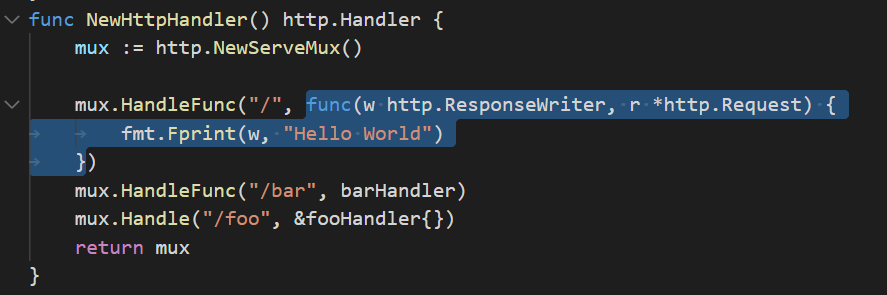 func NewHttpHandler() http.Handler {
    mux := http.NewServeMux()
    mux.HandleFunc("/", func(w http.ResponseWriter, r *http.Request) {
        fmt.Fprint(w, "Hello World")
    })
    mux.HandleFunc("/bar", barHandler)
    mux.Handle("/foo", &fooHandler{})
    return mux
}